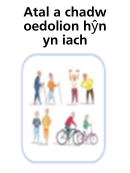 Atal a chadw
oedolion hŷn
yn iach